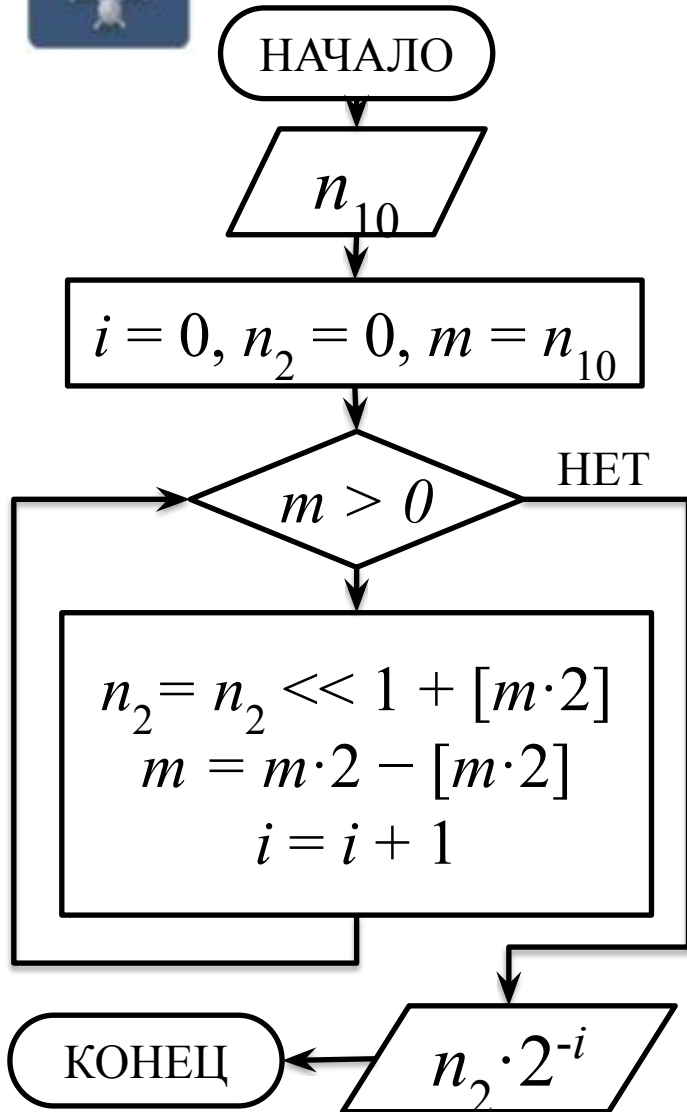 НАЧАЛО
n₁₀
i = 0, n₂ = 0, m = n₁₀
m > 0
НЕТ
n₂ = n₂ << 1 + [m·2]
m = m·2 − [m·2]
i = i + 1
n₂·2⁻ⁱ
КОНЕЦ